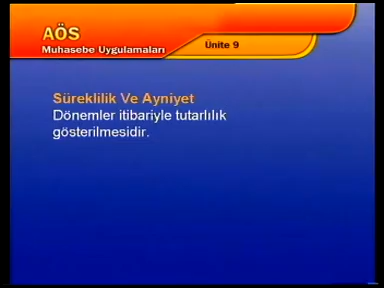 AÖS
Muhasebe Uygulamaları
Ünite 9
Süreklilik Ve Ayniyet
Dönemler itibariyle tutarlılık
gösterilmesidir.